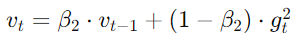 v_t = β_2 · v_{t−1} + (1 − β_2) · g_t^2